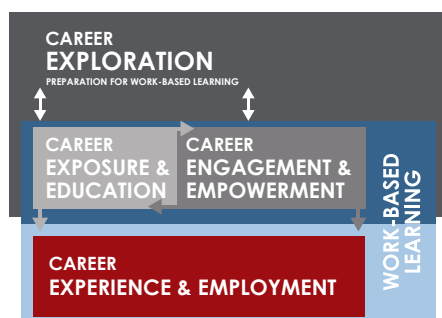 CAREER
EXPLORATION
PREPARATION FOR WORK-BASED LEARNING
CAREER
EXPOSURE &
EDUCATION
CAREER
ENGAGEMENT &
EMPOWERMENT
WORK-BASED
LEARNING
CAREER
EXPERIENCE & EMPLOYMENT